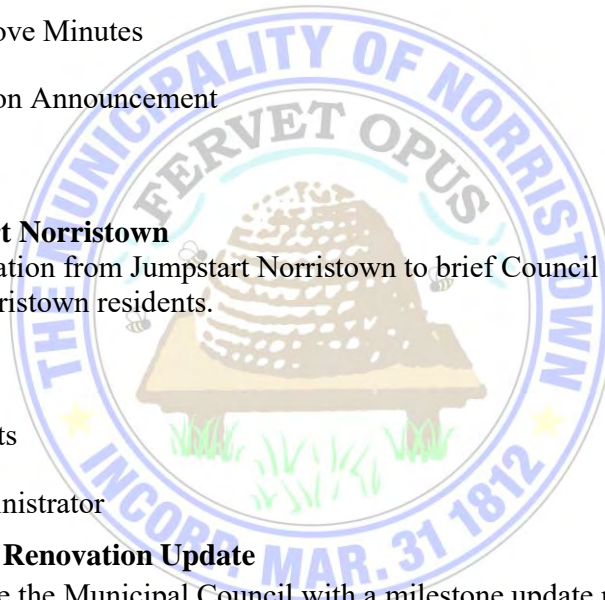 ove Minutes
on Announcement
THE MUNICIPALITY OF NORRISTOWN
FERVET OPUS
t Norristown
ation from Jumpstart Norristown to brief Council
ristown residents.
ts
nistrator
INCORP. MAR. 31 1812
Renovation Update
e the Municipal Council with a milestone update